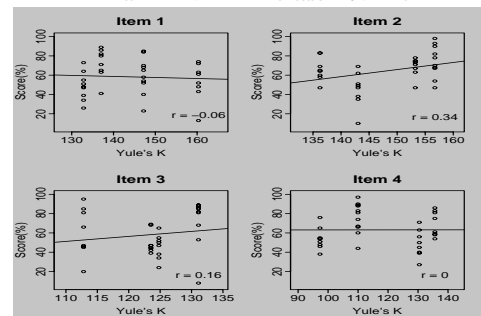 Item 1
Score(%)
20 40 60 80 100
r = −0.06
130 140 150 160
Yule's K
Item 2
Score(%)
20 40 60 80 100
r = 0.34
135 140 145 150 155 160
Yule's K
Item 3
Score(%)
20 40 60 80 100
r = 0.16
110 115 120 125 130 135
Yule's K
Item 4
Score(%)
20 40 60 80 100
r = 0
90 100 110 120 130 140
Yule's K